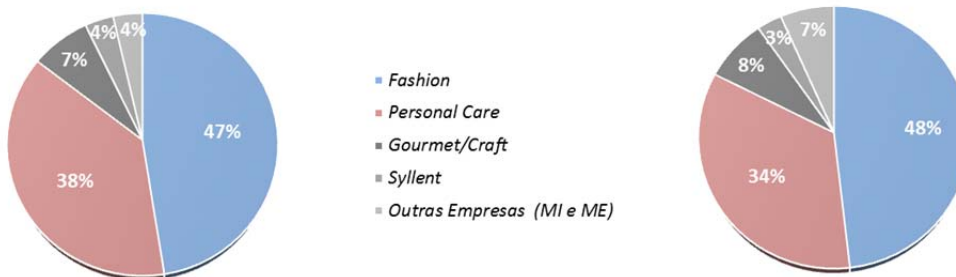 4%
4%
7%
47%
38%
Fashion
Personal Care
Gourmet/Craft
Syllent
Outras Empresas (MI e ME)
3%
7%
8%
48%
34%